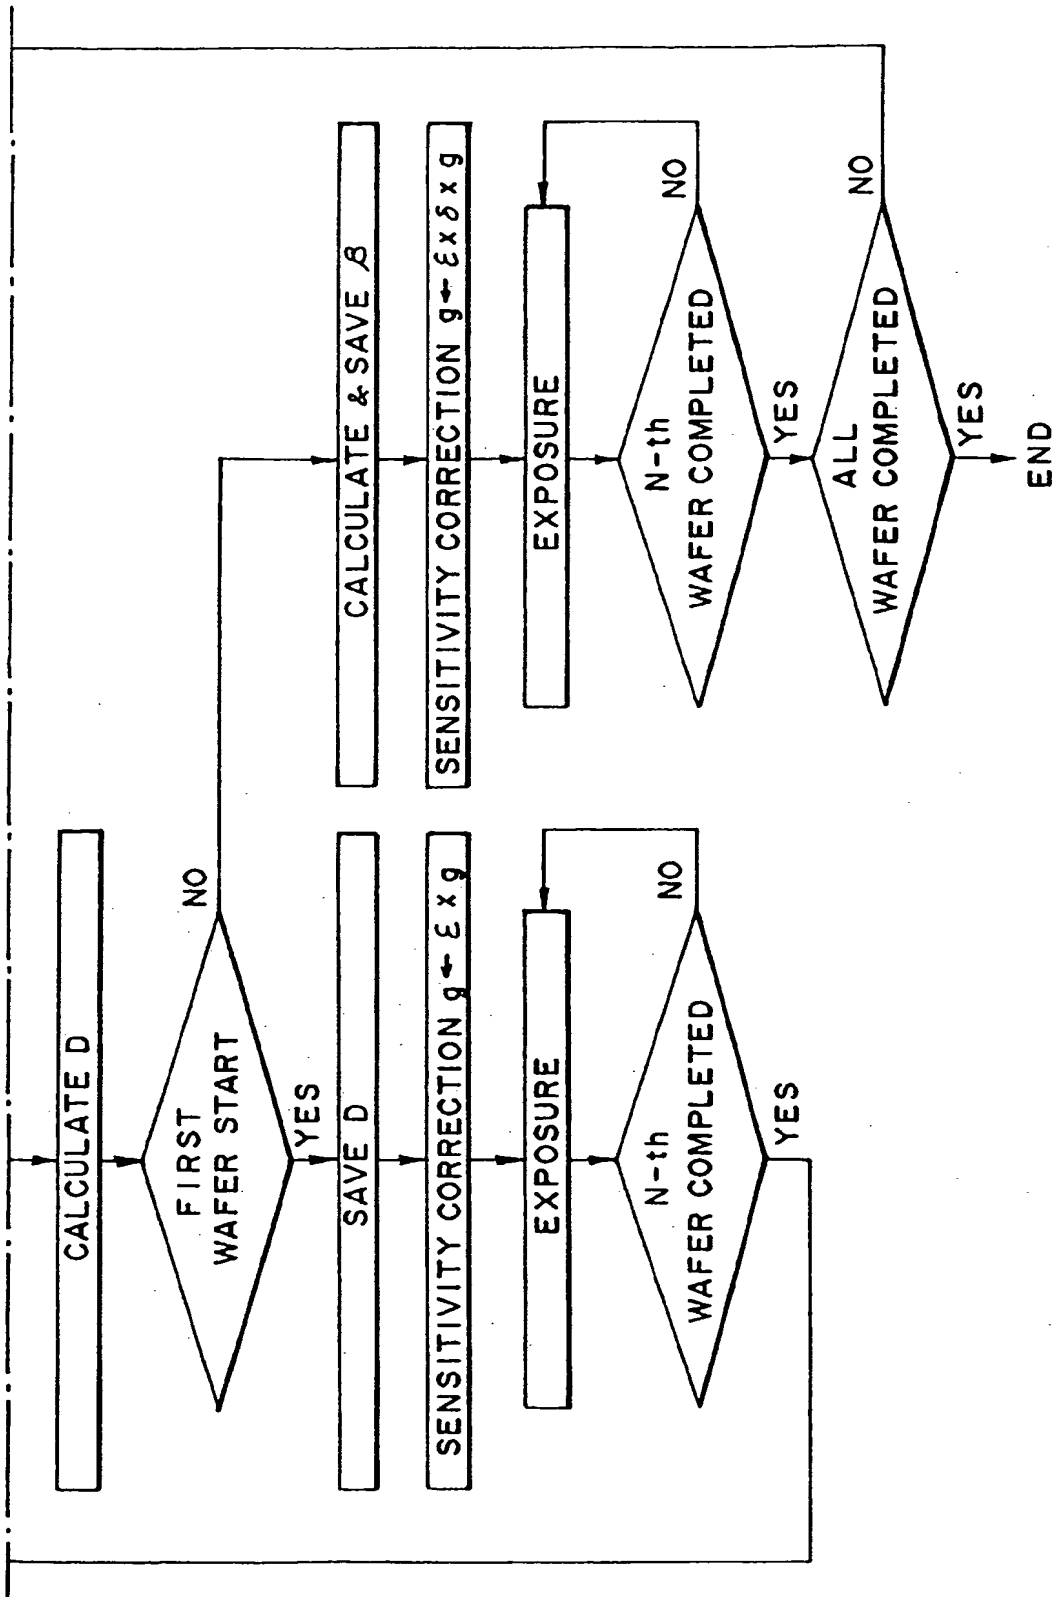 CALCULATE D
FIRST
WAFER START
NO
YES
SAVE D
SENSITIVITY CORRECTION g ← ε x g
EXPOSURE
N-th
WAFER COMPLETED
NO
YES
CALCULATE & SAVE β
SENSITIVITY CORRECTION g ← ε x δ x g
EXPOSURE
N-th
WAFER COMPLETED
NO
YES
ALL
WAFER COMPLETED
NO
YES
END